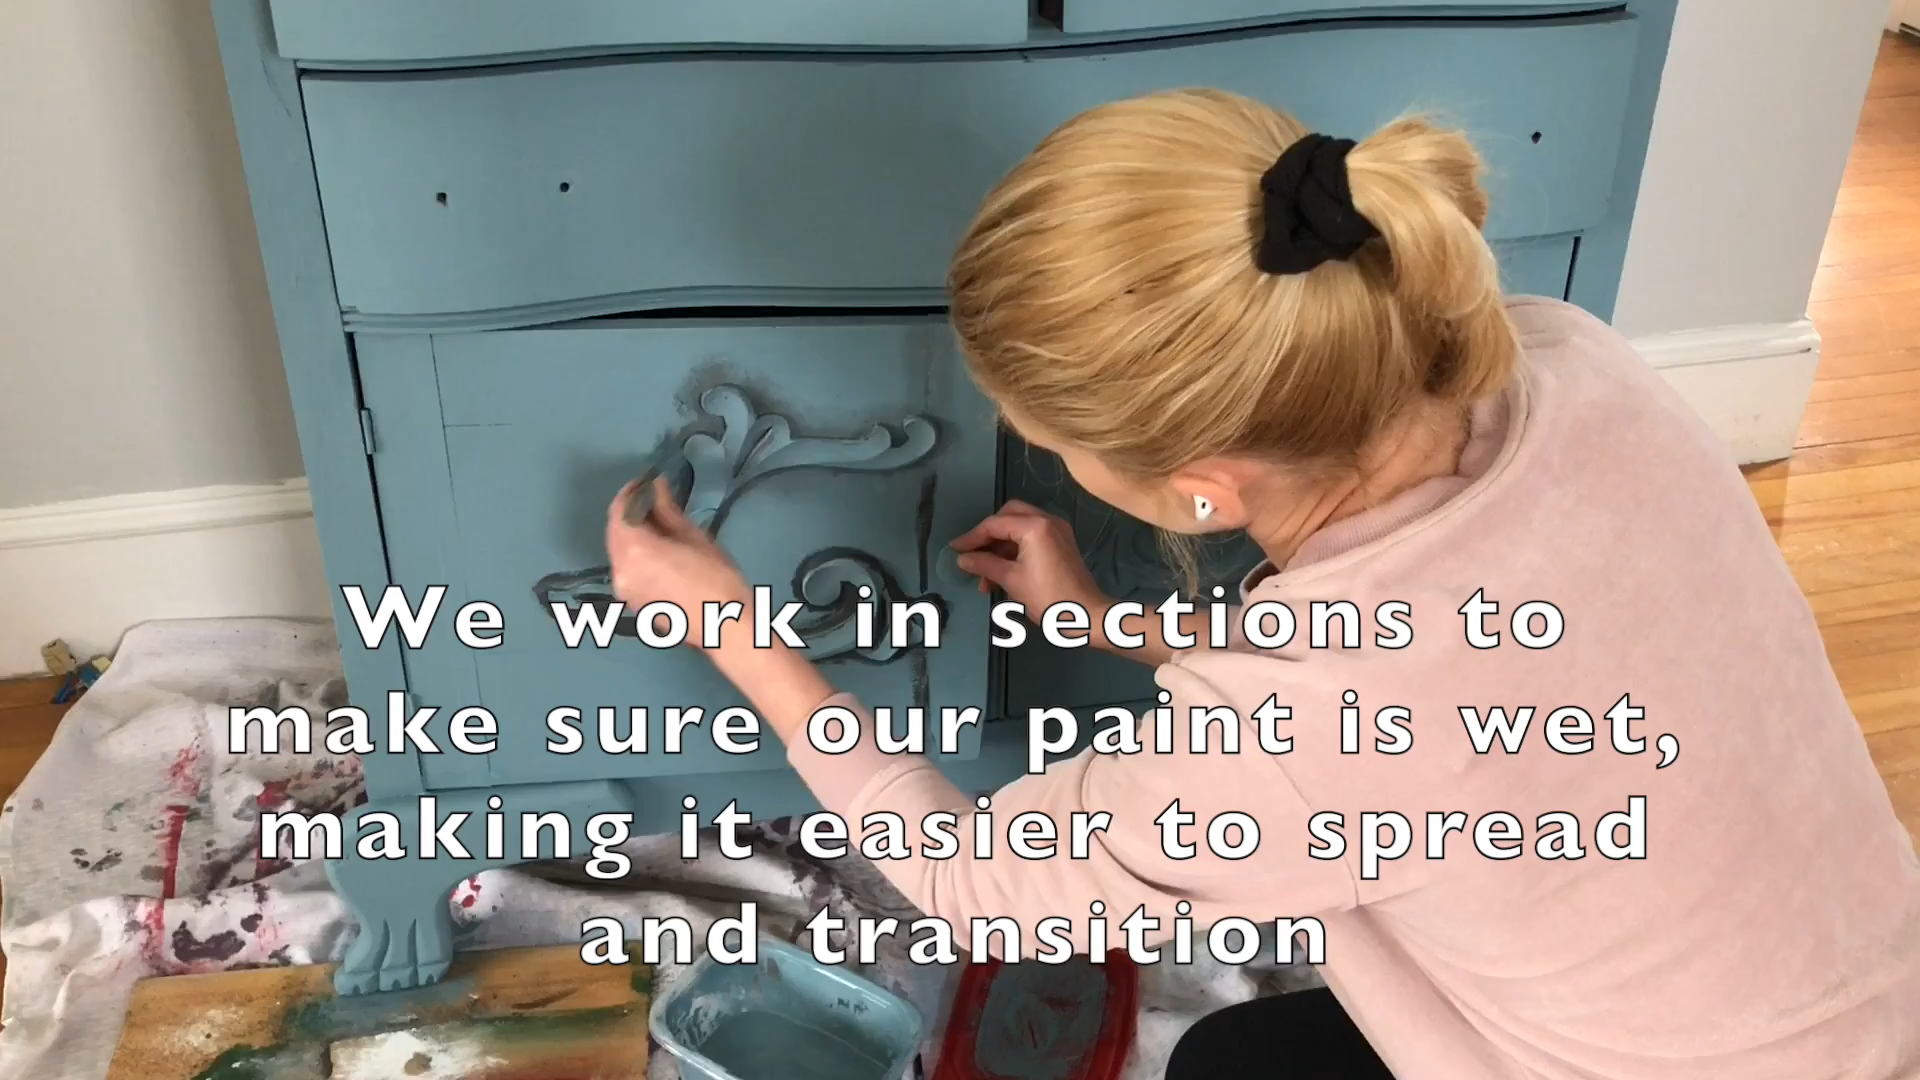 We work in sections to
make sure our paint is wet,
making it easier to spread
and transition